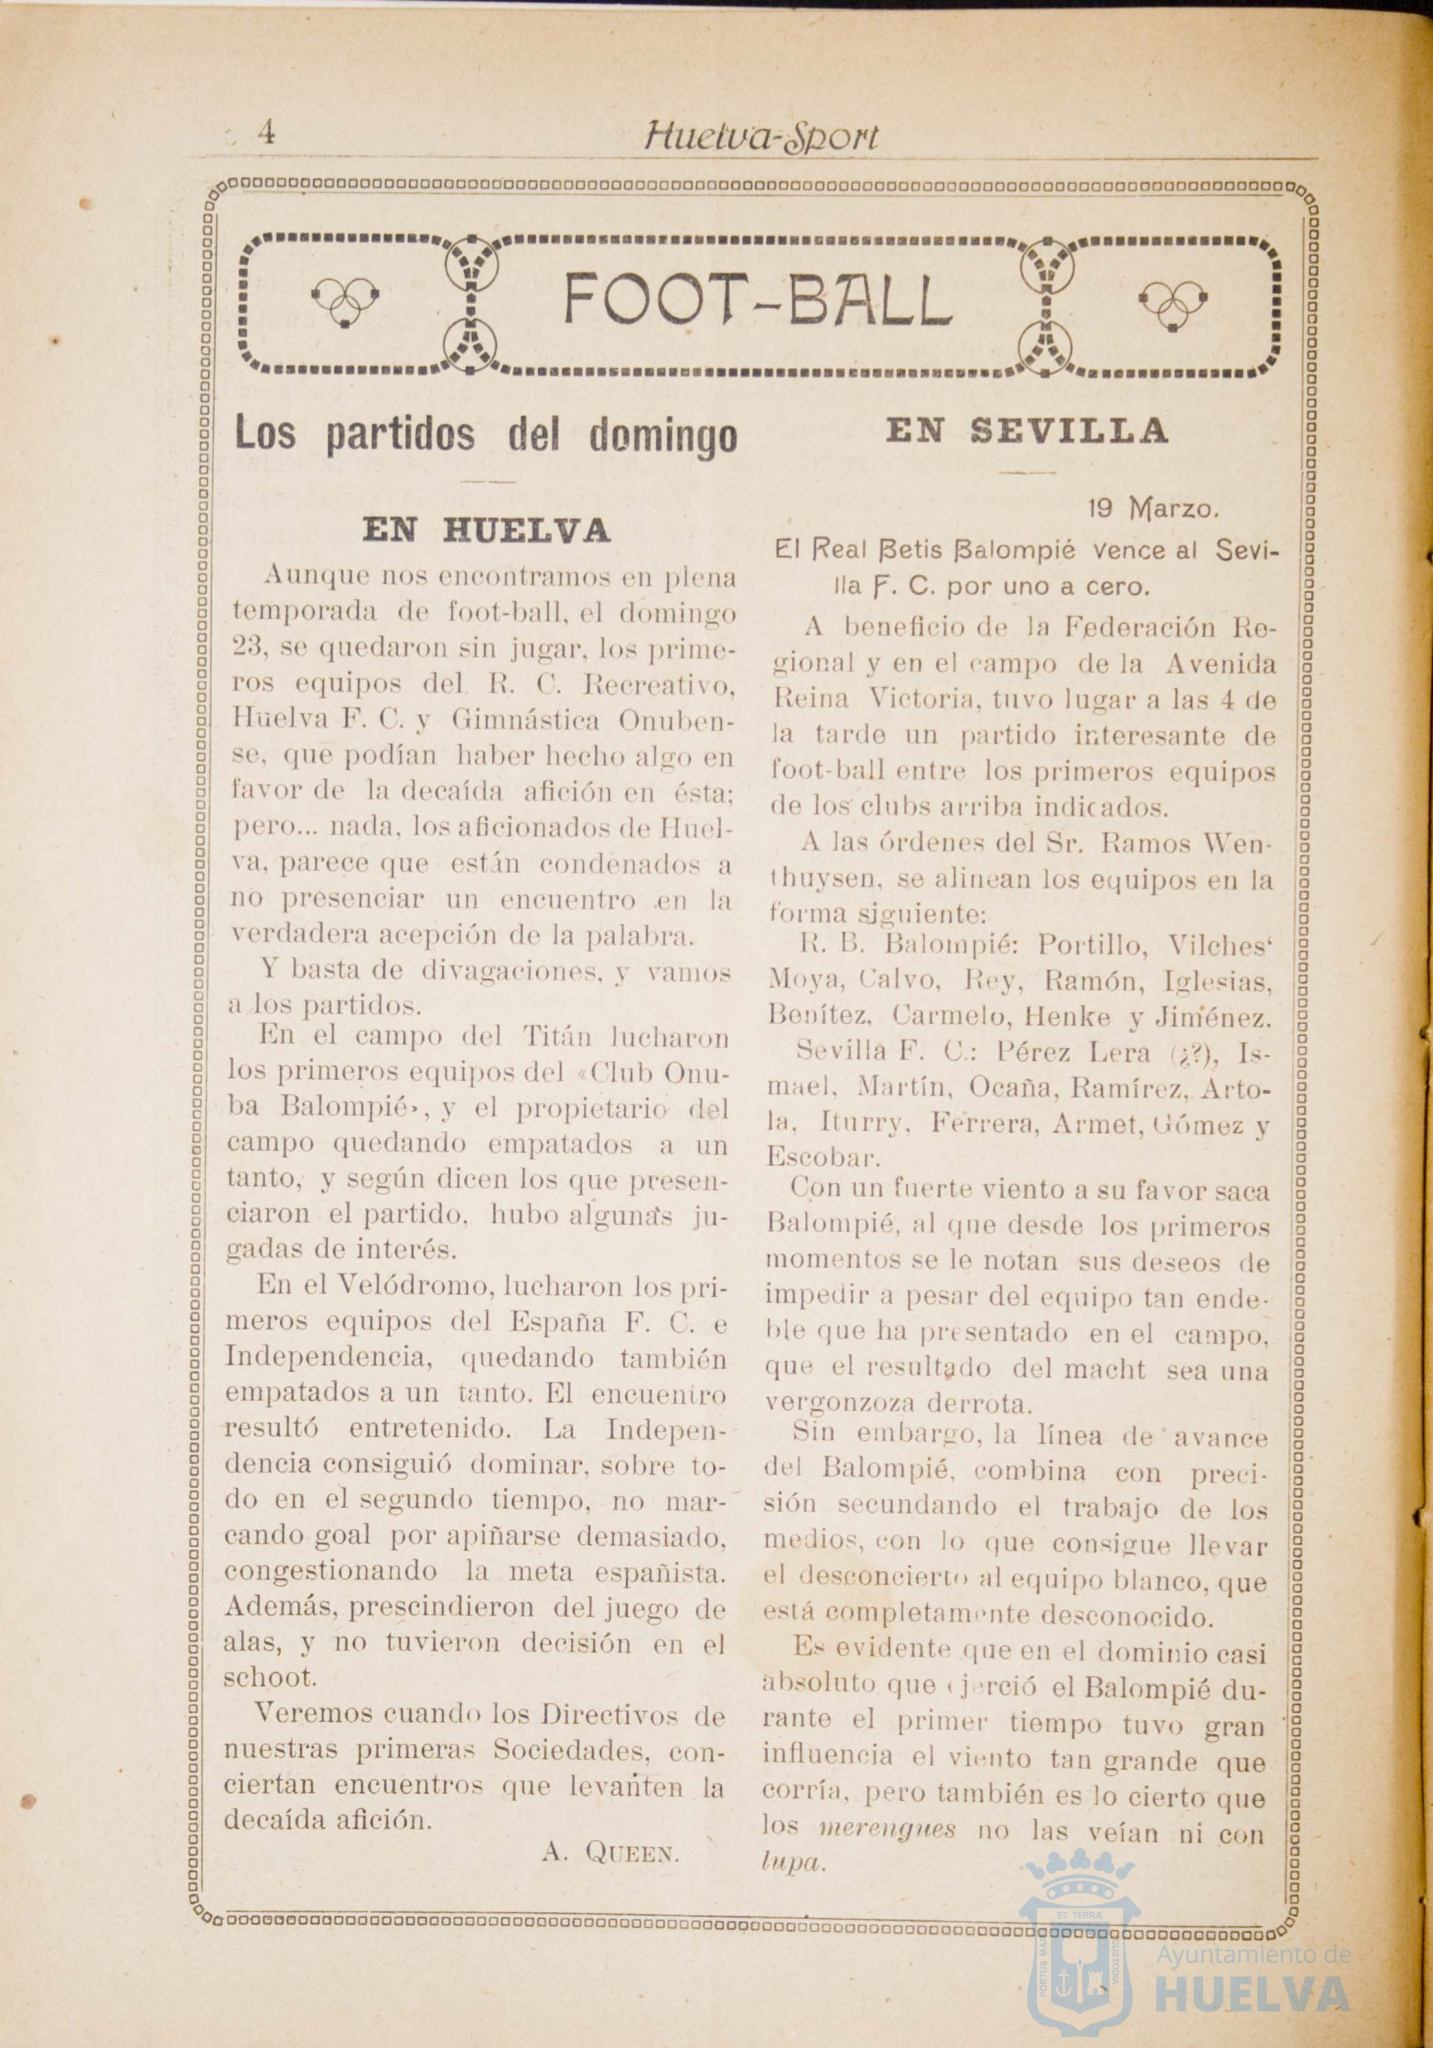 4
Huelva-Sport
FOOT-BALL
Los partidos del domingo
EN HUELVA
Aunque nos encontramos en plena
temporada de foot-ball, el domingo
23, se quedaron sin jugar, los prime-
ros equipos del R. C. Recreativo,
Huelva F. C. y Gimnástica Onuben-
se, que podían haber hecho algo en
favor de la decaída afición en ésta;
pero... nada, los aficionados de Huel-
va, parece que están condenados a
no presenciar un encuentro en la
verdadera acepción de la palabra.
Y basta de divagaciones, y vamos
a los partidos.
En el campo del Titán lucharon
los primeros equipos del «Club Onu-
ba Balompié», y el propietario del
campo quedando empatados a un
tanto, y según dicen los que presen-
ciaron el partido, hubo algunas ju-
gadas de interés.
En el Velódromo, lucharon los pri-
meros equipos del España F. C. e
Independencia, quedando también
empatados a un tanto. El encuentro
resultó entretenido. La Indepen-
dencia consiguió dominar, sobre to-
do en el segundo tiempo, no mar-
cando goal por apiñarse demasiado,
congestionando la meta españista.
Además, prescindieron del juego de
alas, y no tuvieron decisión en el
schoot.
Veremos cuando los Directivos de
nuestras primeras Sociedades, con-
ciertan encuentros que levanten la
decaída afición.
A. QUEEN.
EN SEVILLA
19 Marzo.
El Real Betis Balompié vence al Sevi-
lla F. C. por uno a cero.
A beneficio de la Federación Re-
gional y en el campo de la Avenida
Reina Victoria, tuvo lugar a las 4 de
la tarde un partido interesante de
foot-ball entre los primeros equipos
de los clubs arriba indicados.
A las órdenes del Sr. Ramos Wen-
thuysen, se alinean los equipos en la
forma siguiente:
R. B. Balompié: Portillo, Vilches‘
Moya, Calvo, Rey, Ramón, Iglesias,
Benítez, Carmelo, Henke y Jiménez.
Sevilla F. C.: Pérez Lera (¿?), Is-
mael, Martín, Ocaña, Ramírez, Arto-
la, Iturry, Ferrera, Armet, Gómez y
Escobar.
Con un fuerte viento a su favor saca
Balompié, al que desde los primeros
momentos se le notan sus deseos de
impedir a pesar del equipo tan ende-
ble que ha presentado en el campo,
que el resultado del macht sea una
vergonzoza derrota.
Sin embargo, la línea de avance
del Balompié, combina con preci-
sión secundando el trabajo de los
medios, con lo que consigue llevar
el desconcierto al equipo blanco, que
está completamente desconocido.
Es evidente que en el dominio casi
absoluto que ejerció el Balompié du-
rante el primer tiempo tuvo gran
influencia el viento tan grande que
corría, pero también es lo cierto que
los merengues no las veían ni con
lupa.
ET TERRÆ
PORTUS MARIS
CUSTODIA
Ayuntamiento de
HUELVA